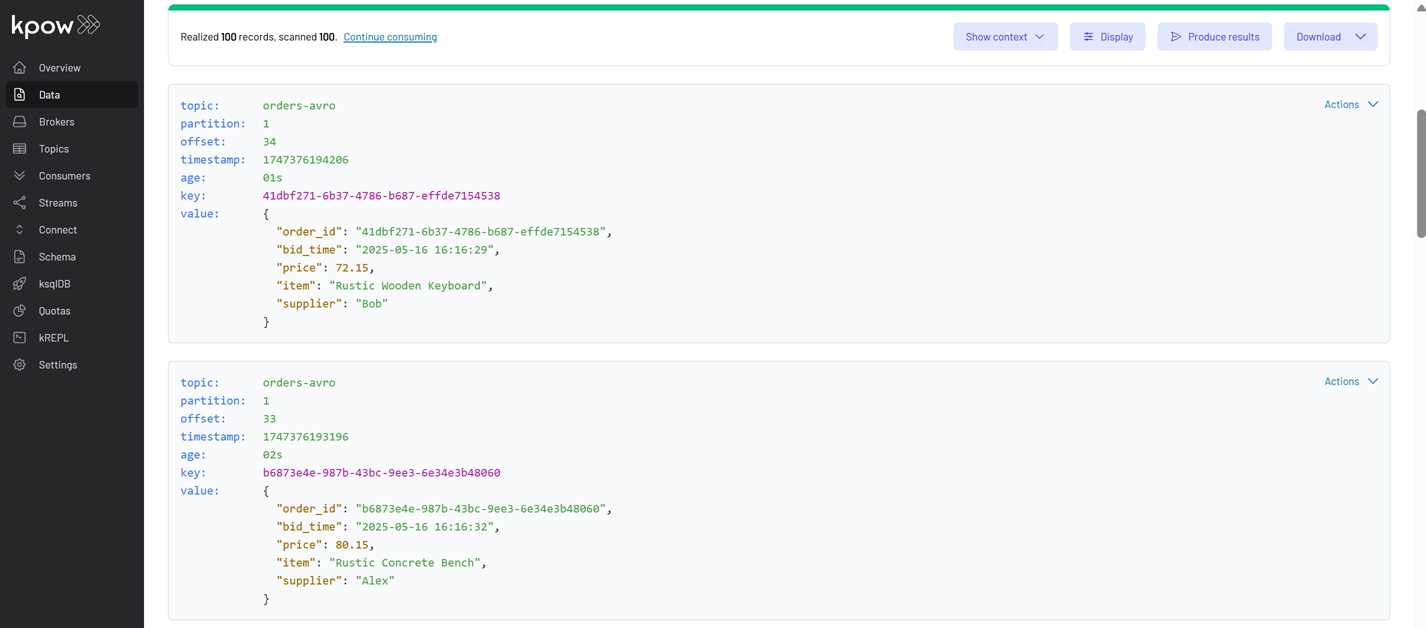 kpow
Overview
Data
Brokers
Topics
Consumers
Streams
Connect
Schema
ksqlDB
Quotas
kREPL
Settings
Realized 100 records, scanned 100. Continue consuming
Show context
Display
Produce results
Download
Actions
topic: orders-avro
partition: 1
offset: 34
timestamp: 1747376194206
age: 01s
key: 41dbf271-6b37-4786-b687-effde7154538
value: {
"order_id": "41dbf271-6b37-4786-b687-effde7154538",
"bid_time": "2025-05-16 16:16:29",
"price": 72.15,
"item": "Rustic Wooden Keyboard",
"supplier": "Bob"
}
Actions
topic: orders-avro
partition: 1
offset: 33
timestamp: 1747376193196
age: 02s
key: b6873e4e-987b-43bc-9ee3-6e34e3b48060
value: {
"order_id": "b6873e4e-987b-43bc-9ee3-6e34e3b48060",
"bid_time": "2025-05-16 16:16:32",
"price": 80.15,
"item": "Rustic Concrete Bench",
"supplier": "Alex"
}